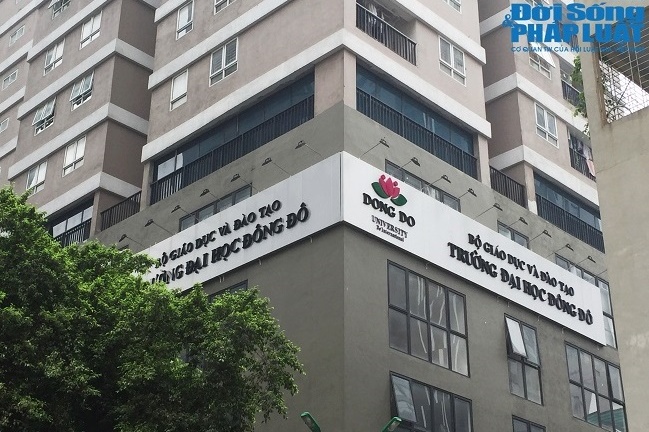 Đời Sống
& PHÁP LUẬT
BỘ GIÁO DỤC VÀ ĐÀO TẠO
TRƯỜNG ĐẠI HỌC ĐÔNG ĐÔ
DONG DO
UNIVERSITY
BỘ GIÁO DỤC VÀ ĐÀO TẠO
TRƯỜNG ĐẠI HỌC ĐÔNG ĐÔ